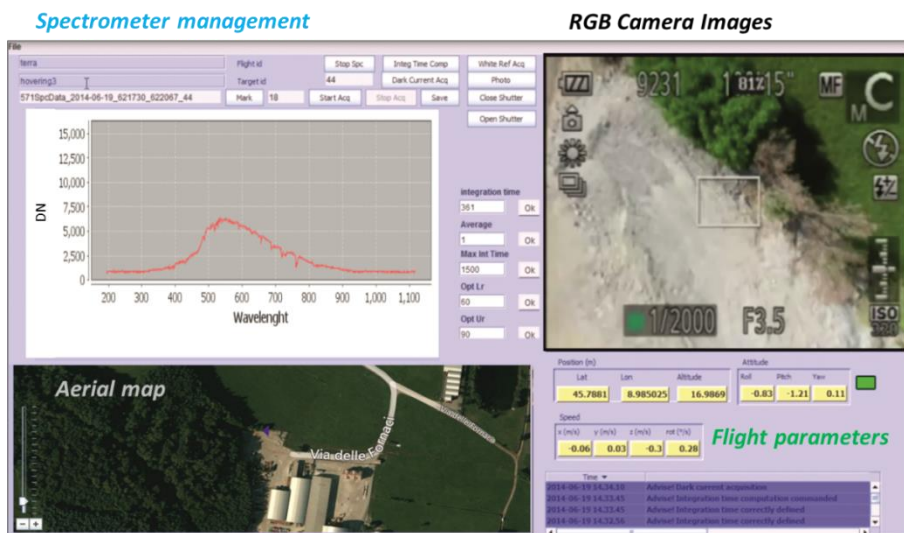 Spectrometer management
RGB Camera Images
File
terra
Flight id
Stop Spc
Integ Time Comp
White Ref Acq
hovering3
Target id
44
Dark Current Acq
Photo
571SpcData_2014-06-19_621730_622067_44
Mark
18
Start Acq
Stop Acq
Save
Close Shutter
Open Shutter
15,000
12,500
10,000
7,500
5,000
2,500
0
DN
200 300 400 500 600 700 800 900 1,000 1,100
Wavelenght
integration time
361
Ok
Average
1
Ok
Max Int Time
1500
Ok
Opt Lr
60
Ok
Opt Ur
90
Ok
9231
81%
MF
C
M
1/2000
F3.5
ISO
Aerial map
Via delle Fornaci
Position (m)
Lat Lon Altitude
45.7881 8.985025 16.9869
Attitude
Roll Pitch Yaw
-0.83 -1.21 0.11
Speed
x (m/s) y (m/s) z (m/s) rot (°/s)
-0.06 0.03 -0.3 0.28
Flight parameters
Time
2014-06-19 14.34.10 Advise! Dark current acquisition
2014-06-19 14.33.45 Advise! Integration time computation commanded
2014-06-19 14.33.45 Advise! Integration time correctly defined
2014-06-19 14.32.56 Advise! Integration time correctly defined